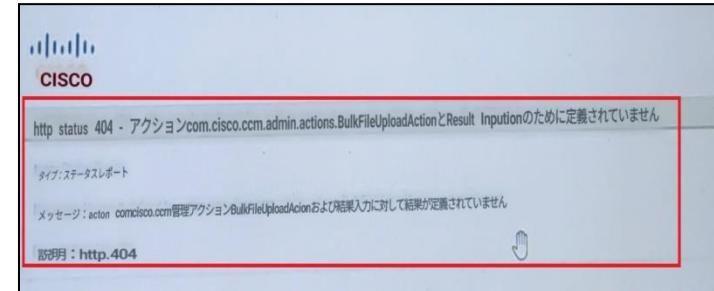 CISCO
http status 404 - アクションcom.cisco.ccm.admin.actions.BulkFileUploadActionとResult Inputionのために定義されていません
タイプ:ステータスレポート
メッセージ：acton comcisco.ccm管理アクションBulkFileUploadAcionおよび結果入力に対して結果が定義されていません
説明：http.404